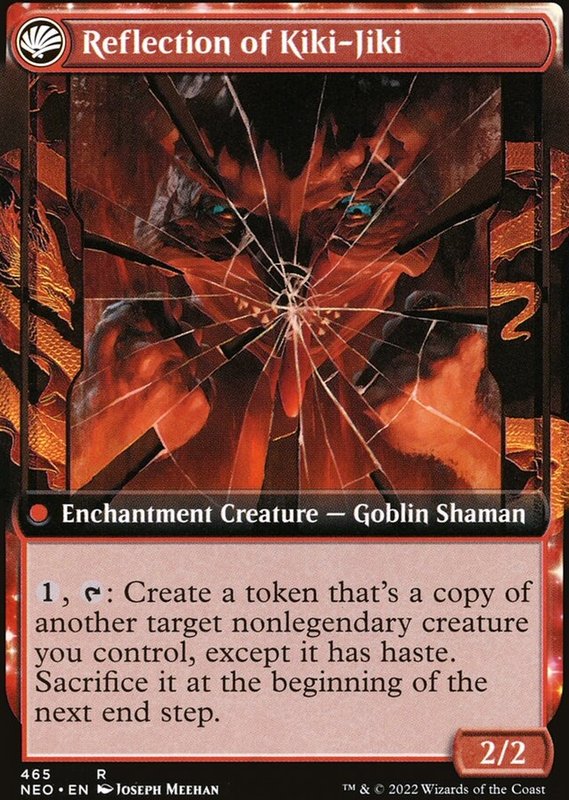 Reflection of Kiki-Jiki
Enchantment Creature — Goblin Shaman
1, : Create a token that's a copy of
another target nonlegendary creature
you control, except it has haste.
Sacrifice it at the beginning of the
next end step.
2/2
465 R
NEO • EN Joseph Meehan
™ & © 2022 Wizards of the Coast